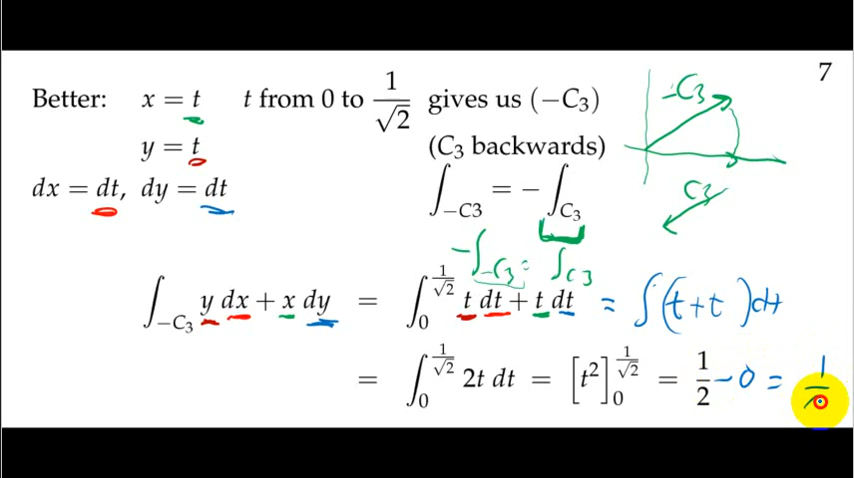 7
Better: x = t t from 0 to 1/√2 gives us (−C₃)
-C3
y = t (C₃ backwards)
dx = dt, dy = dt ∫_{−C3} = − ∫_{C₃}
C3
-∫_{-C3} = ∫_{C3}
∫_{−C₃} y dx + x dy = ∫₀^{1/√2} t dt + t dt = ∫(t+t)dt
= ∫₀^{1/√2} 2t dt = [t²]₀^{1/√2} = 1/2 - 0 = 1/